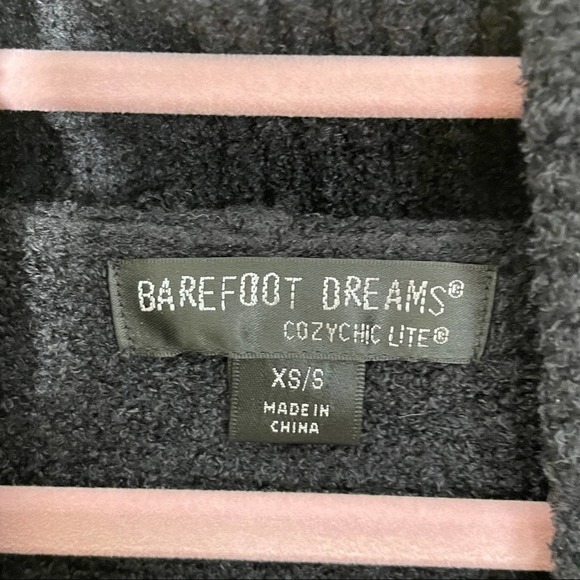 BAREFOOT DREAMS®
COZYCHIC LITE®
XS/S
MADE IN
CHINA